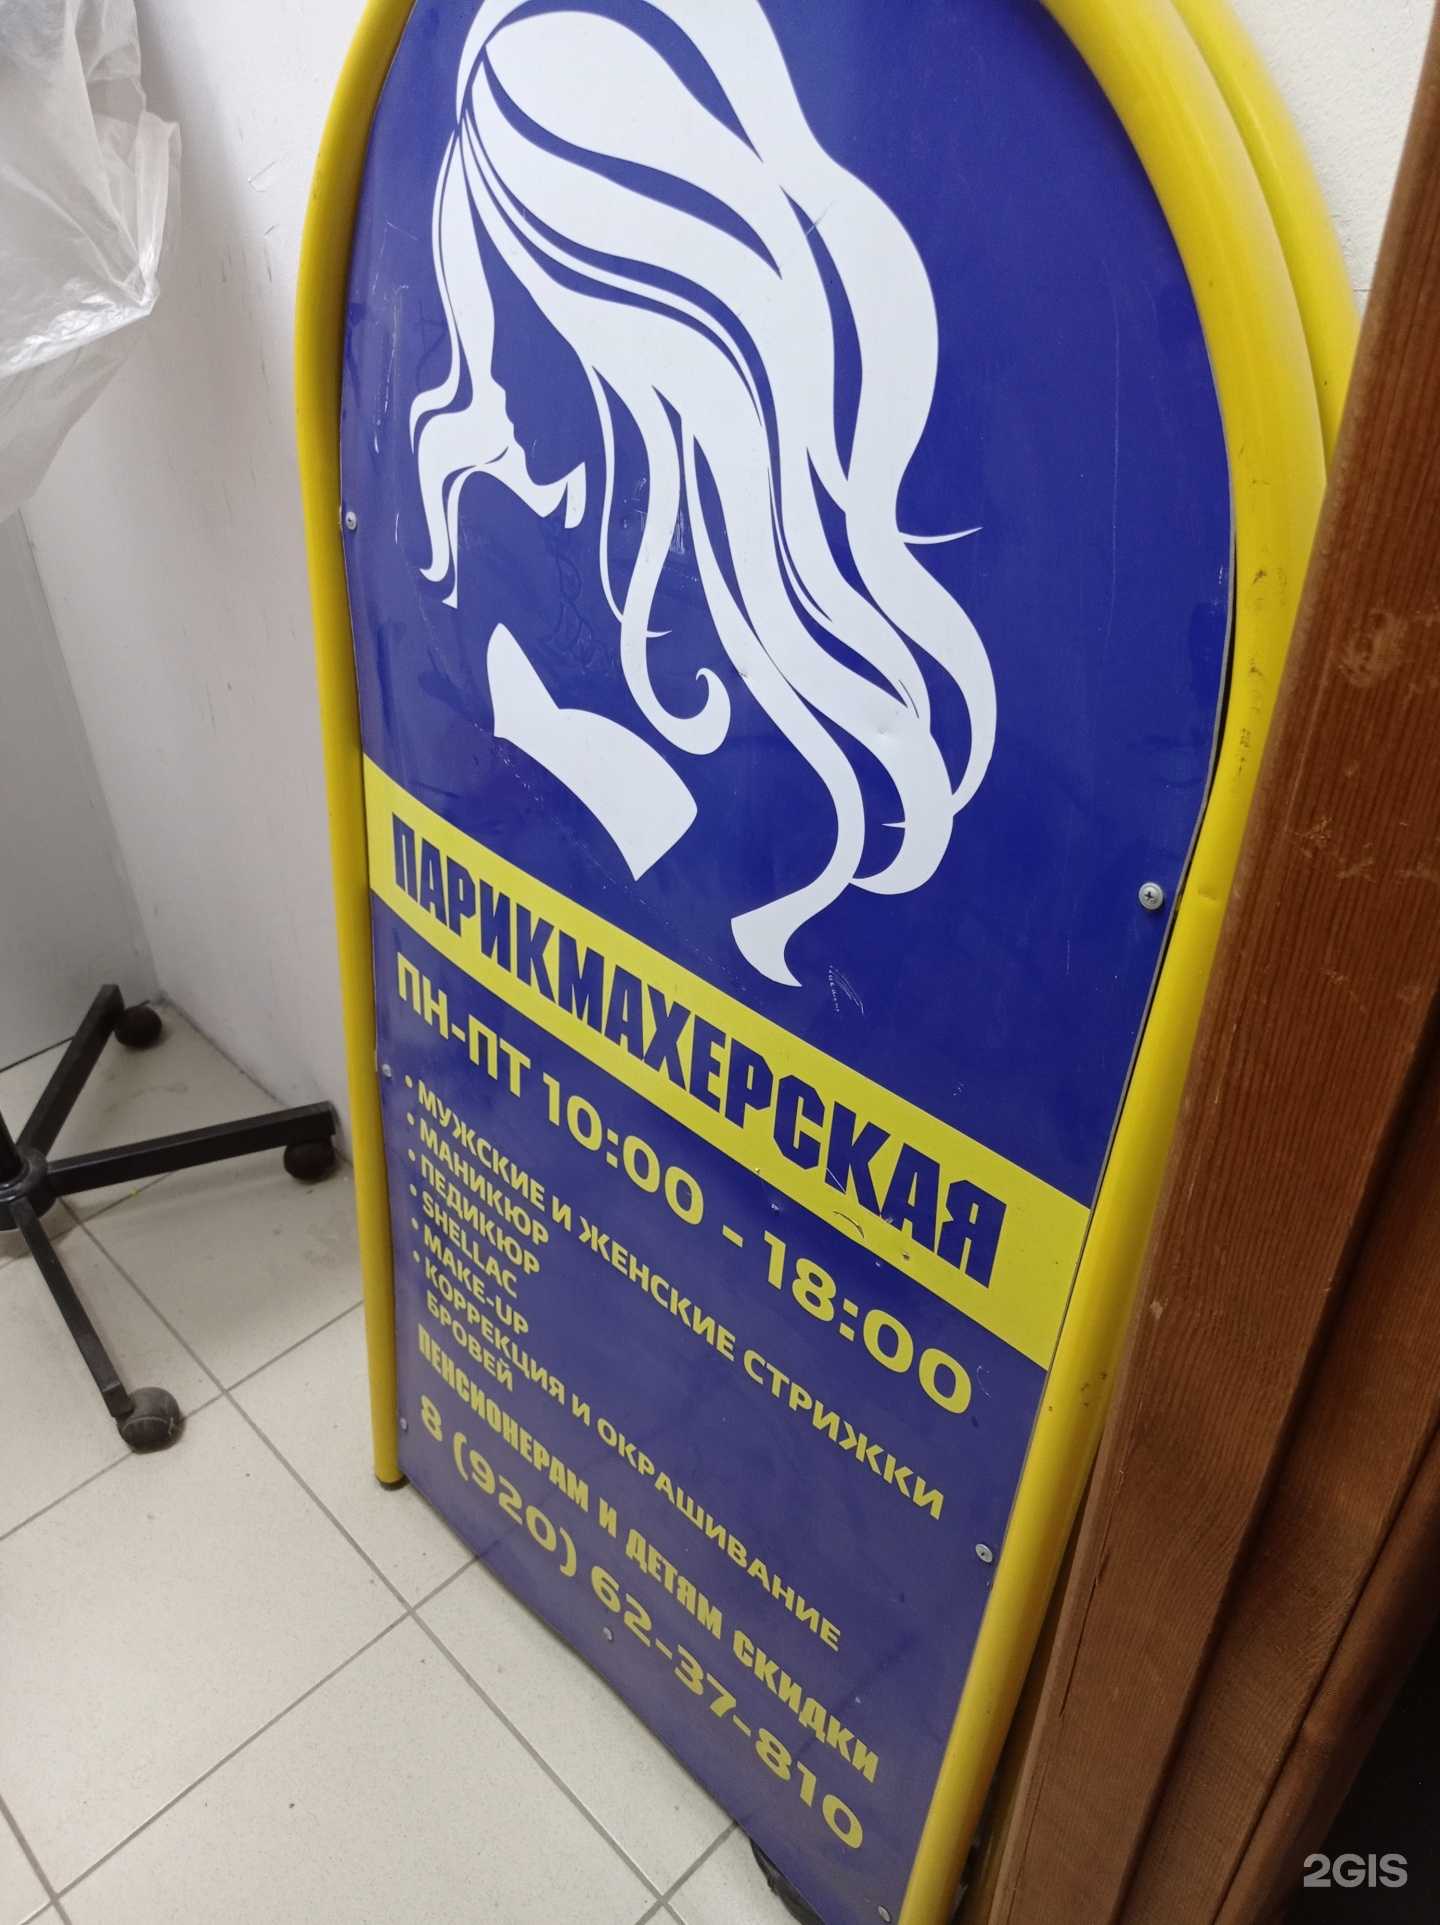 ПАРИКМАХЕРСКАЯ
ПН-ПТ 10:00 - 18:00
• МУЖСКИЕ И ЖЕНСКИЕ СТРИЖКИ
• МАНИКЮР
• ПЕДИКЮР
• SHELLAC
• MAKE-UP
• КОРРЕКЦИЯ И ОКРАШИВАНИЕ
БРОВЕЙ
ПЕНСИОНЕРАМ И ДЕТЯМ СКИДКИ
8 (920) 62-37-810
2GIS